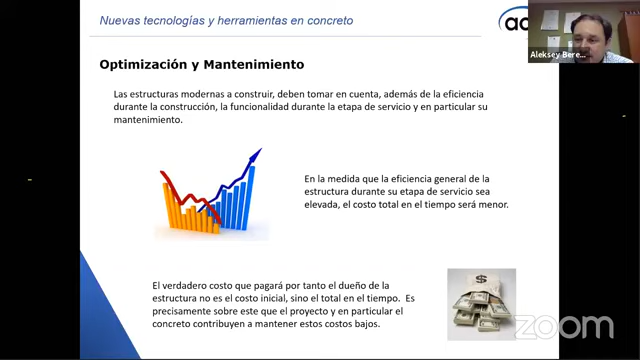 Nuevas tecnologías y herramientas en concreto
Aleksey Bere...
Optimización y Mantenimiento
Las estructuras modernas a construir, deben tomar en cuenta, además de la eficiencia
durante la construcción, la funcionalidad durante la etapa de servicio y en particular su
mantenimiento.
En la medida que la eficiencia general de la
estructura durante su etapa de servicio sea
elevada, el costo total en el tiempo será menor.
El verdadero costo que pagará por tanto el dueño de la
estructura no es el costo inicial, sino el total en el tiempo. Es
precisamente sobre este que el proyecto y en particular el
concreto contribuyen a mantener estos costos bajos.
$
zoom